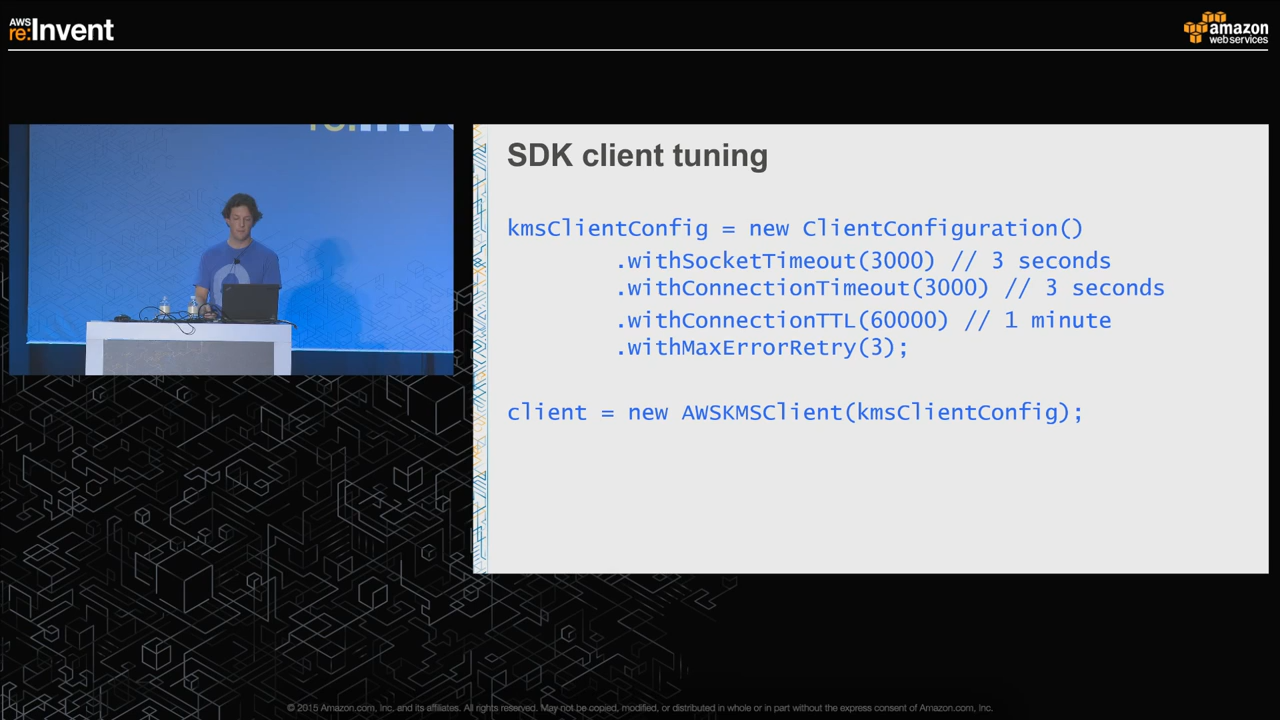 AWS
re:Invent
amazon
web services
SDK client tuning
kmsClientConfig = new ClientConfiguration()
.withSocketTimeout(3000) // 3 seconds
.withConnectionTimeout(3000) // 3 seconds
.withConnectionTTL(60000) // 1 minute
.withMaxErrorRetry(3);
client = new AWSKMSClient(kmsClientConfig);
© 2015 Amazon.com, Inc. and its affiliates. All rights reserved. May not be copied, modified, or distributed in whole or in part without the express consent of Amazon.com, Inc.